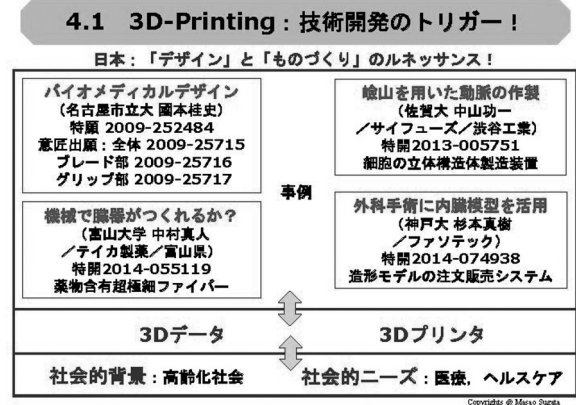 4.1 3D-Printing：技術開発のトリガー！
日本：「デザイン」と「ものづくり」のルネッサンス！
バイオメディカルデザイン
（名古屋市立大 國本桂史）
特願 2009-252484
意匠出願：全体 2009-25715
ブレード部 2009-25716
グリップ部 2009-25717
剣山を用いた動脈の作製
（佐賀大 中山功一
／サイフューズ／渋谷工業）
特開2013-005751
細胞の立体構造体製造装置
事例
機械で臓器がつくれるか？
（富山大学 中村真人
／テイカ製薬／富山県）
特開2014-055119
薬物含有超極細ファイバー
外科手術に内臓模型を活用
（神戸大 杉本真樹
／ファソテック）
特開2014-074938
造形モデルの注文販売システム
3Dデータ
3Dプリンタ
社会的背景：高齢化社会
社会的ニーズ：医療，ヘルスケア
Copyrights @ Masao